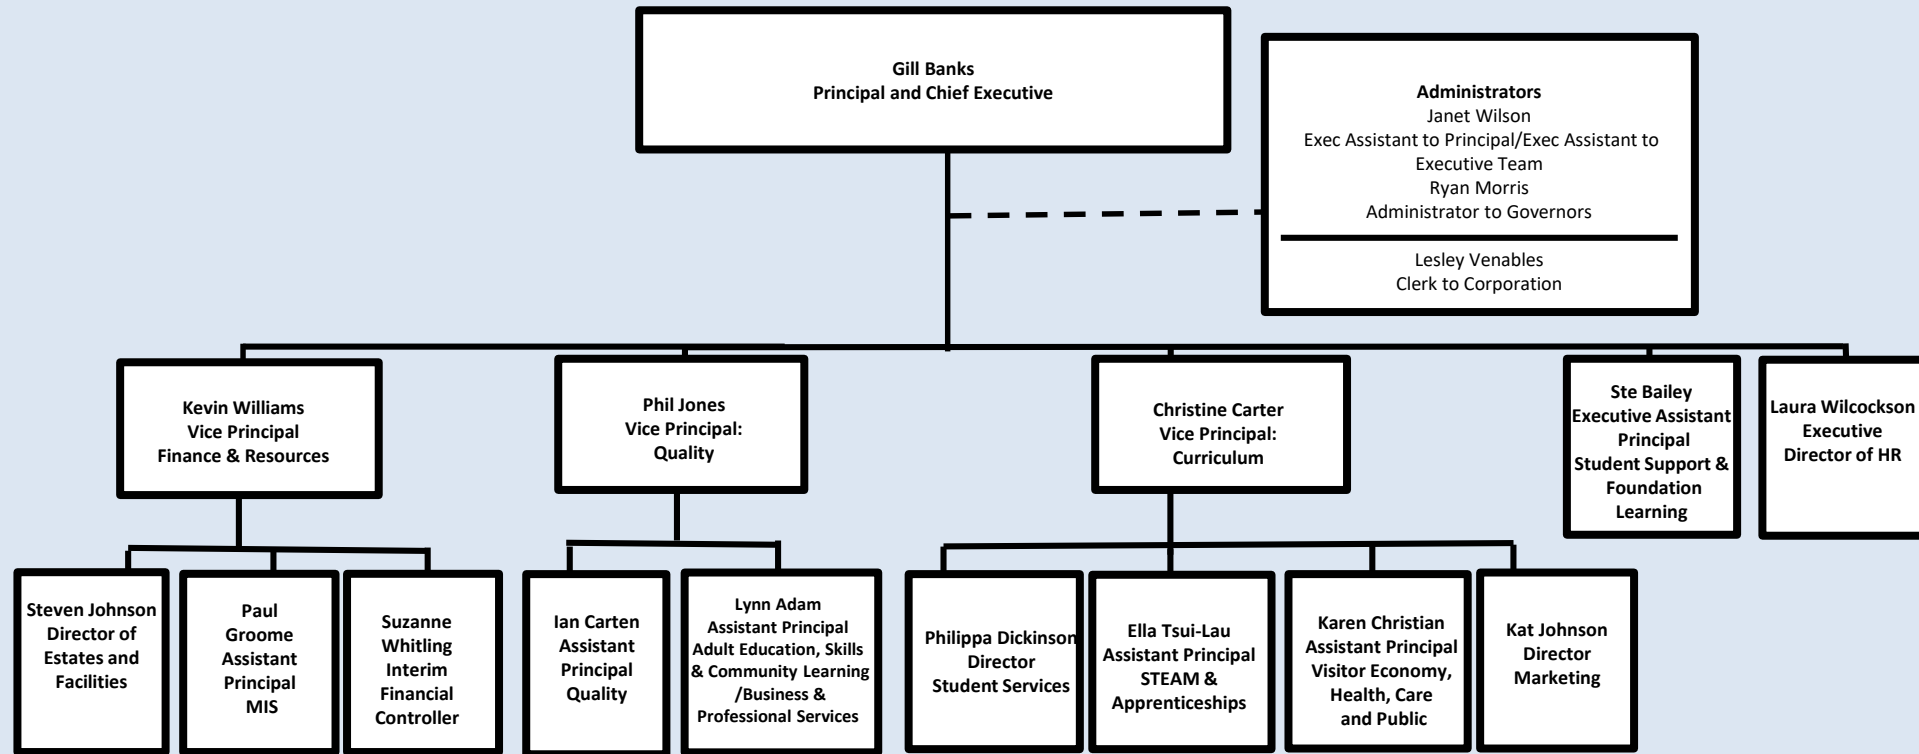 Gill Banks
Principal and Chief Executive
Administrators
Janet Wilson
Exec Assistant to Principal/Exec Assistant to
Executive Team
Ryan Morris
Administrator to Governors
Lesley Venables
Clerk to Corporation
Kevin Williams
Vice Principal
Finance & Resources
Phil Jones
Vice Principal:
Quality
Christine Carter
Vice Principal:
Curriculum
Ste Bailey
Executive Assistant
Principal
Student Support &
Foundation
Learning
Laura Wilcockson
Executive
Director of HR
Steven Johnson
Director of
Estates and
Facilities
Paul
Groome
Assistant
Principal
MIS
Suzanne
Whitling
Interim
Financial
Controller
Ian Carten
Assistant
Principal
Quality
Lynn Adam
Assistant Principal
Adult Education, Skills
& Community Learning
/Business &
Professional Services
Philippa Dickinson
Director
Student Services
Ella Tsui-Lau
Assistant Principal
STEAM &
Apprenticeships
Karen Christian
Assistant Principal
Visitor Economy,
Health, Care
and Public
Kat Johnson
Director
Marketing